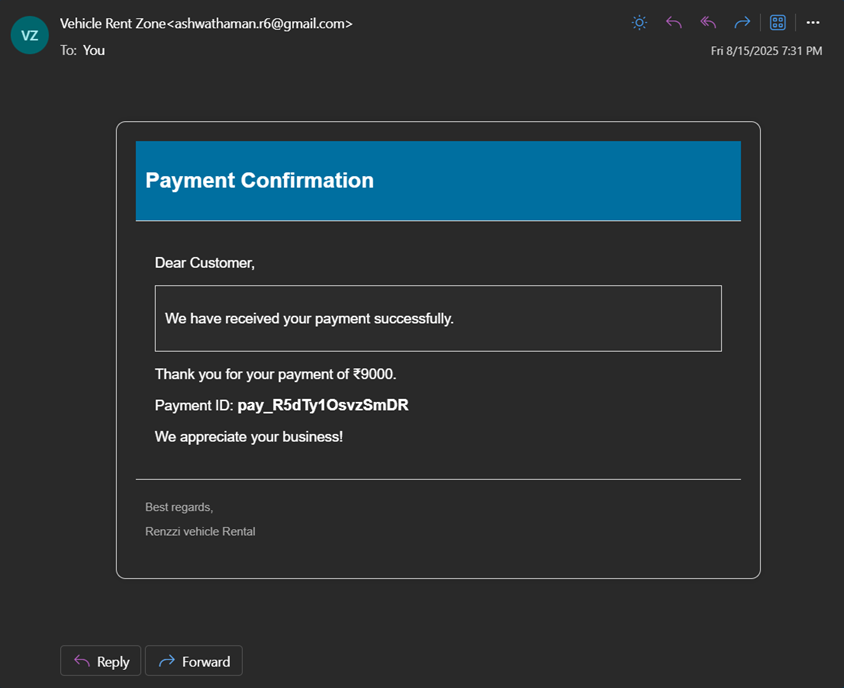 VZ
Vehicle Rent Zone<ashwathaman.r6@gmail.com>
To: You
Fri 8/15/2025 7:31 PM
Payment Confirmation
Dear Customer,
We have received your payment successfully.
Thank you for your payment of ₹9000.
Payment ID: pay_R5dTy1OsvzSmDR
We appreciate your business!
Best regards,
Renzzi vehicle Rental
Reply
Forward